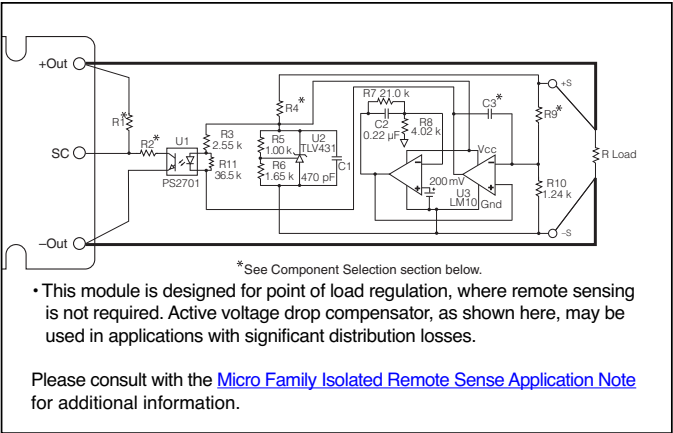 +Out
SC
–Out
R1*
R2*
U1
PS2701
R3
2.55 k
R11
36.5 k
R4*
R5
1.00 k
R6
1.65 k
U2
TLV431
470 pF
C1
R7 21.0 k
C2
0.22 µF
R8
4.02 k
C3*
Vcc
200 mV
U3
LM10
Gnd
+S
R9*
R Load
R10
1.24 k
–S
*See Component Selection section below.
• This module is designed for point of load regulation, where remote sensing
is not required. Active voltage drop compensator, as shown here, may be
used in applications with significant distribution losses.
Please consult with the Micro Family Isolated Remote Sense Application Note
for additional information.